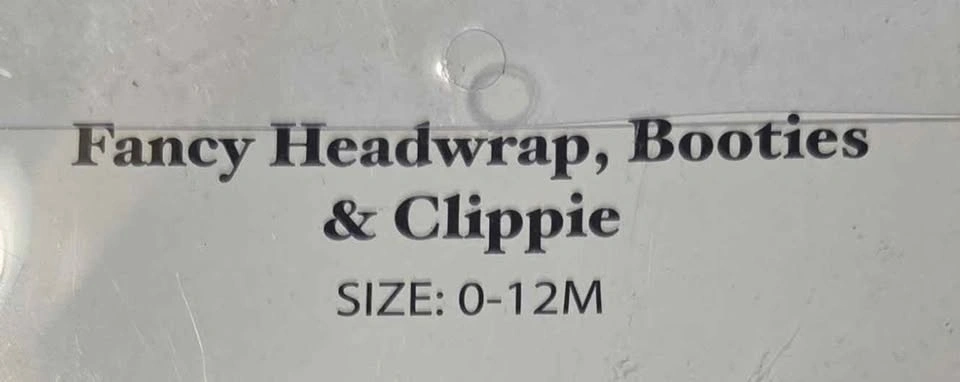 Fancy Headwrap, Booties
& Clippie
SIZE: 0-12M